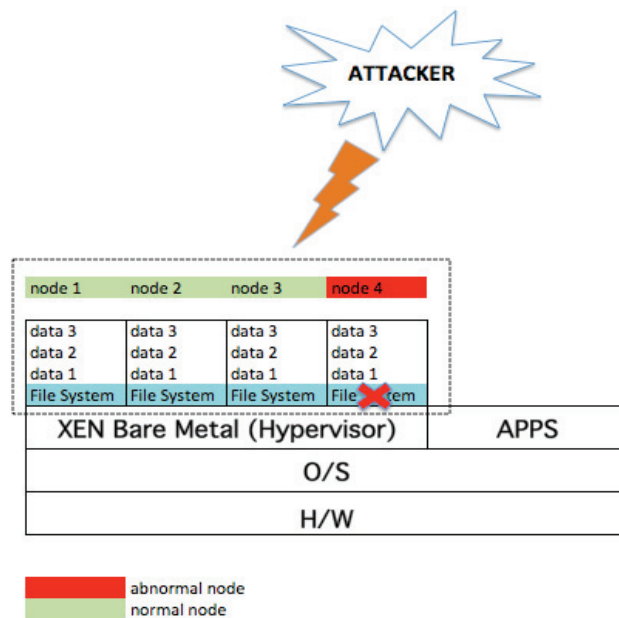 ATTACKER
node 1 node 2 node 3 node 4
data 3 data 3 data 3 data 3
data 2 data 2 data 2 data 2
data 1 data 1 data 1 data 1
File System File System File System File
XEN Bare Metal (Hypervisor) APPS
O/S
H/W
abnormal node
normal node